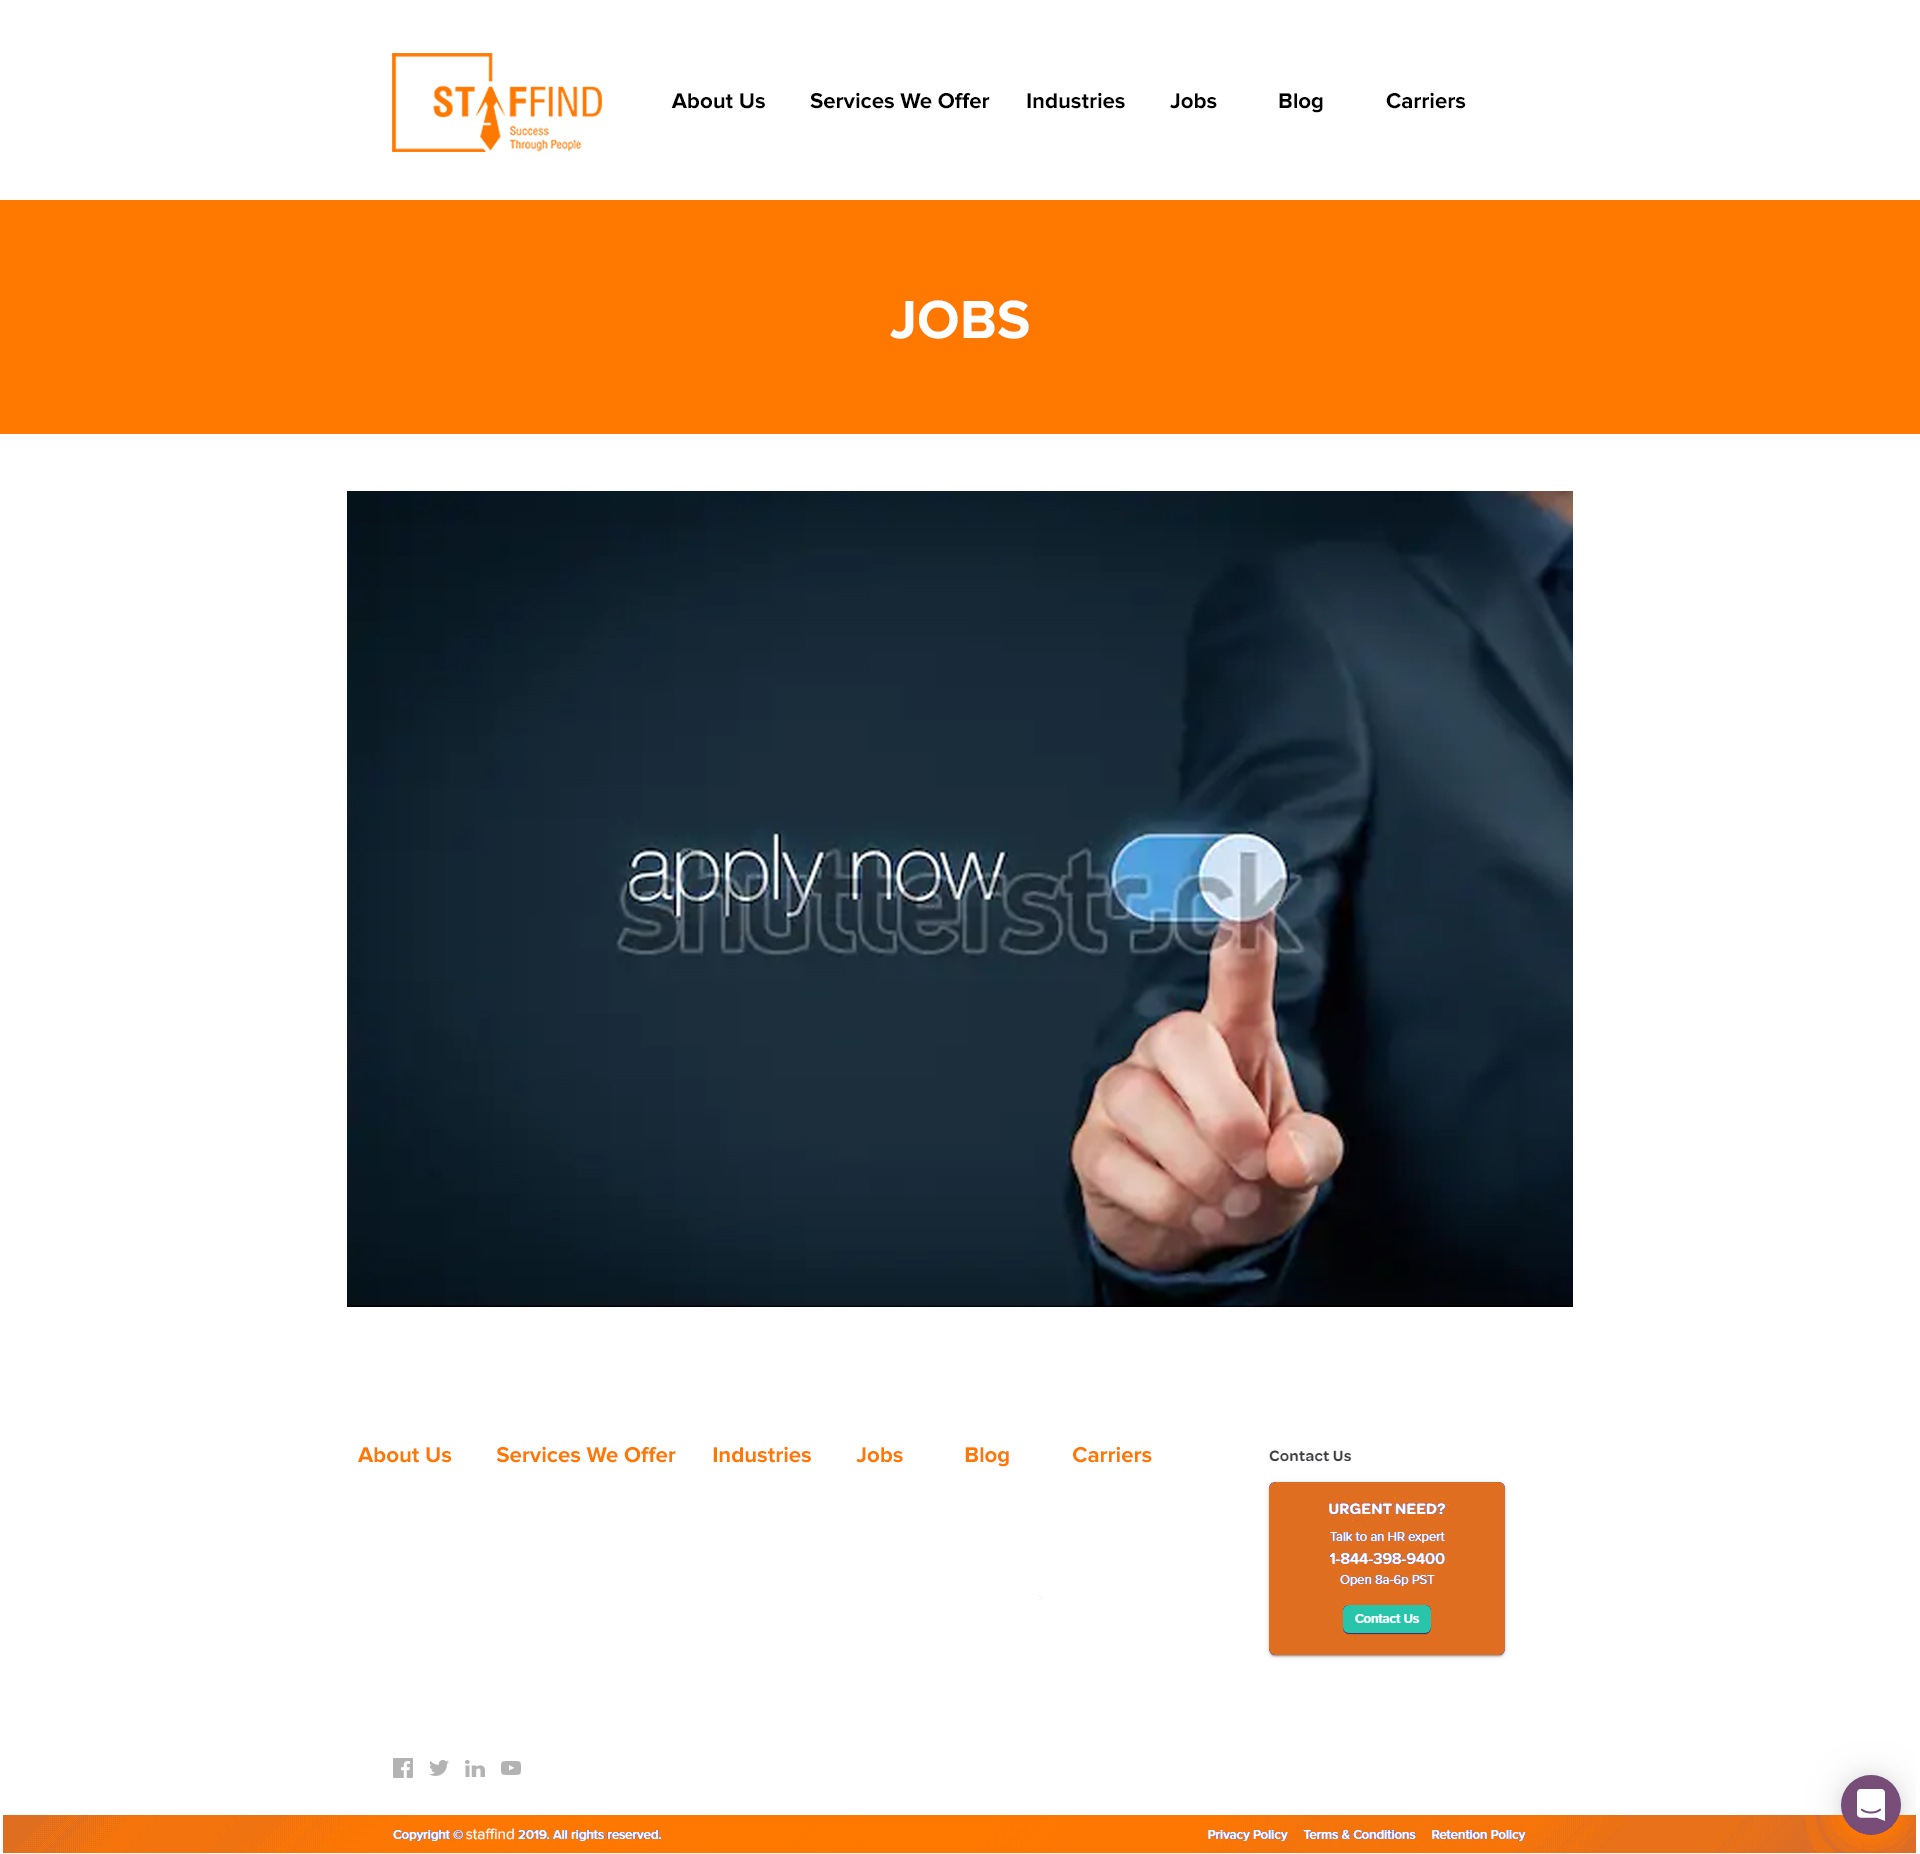 STAFFIND
Success
Through People
About Us Services We Offer Industries Jobs Blog Carriers
JOBS
apply now
shutterstock
About Us Services We Offer Industries Jobs Blog Carriers
Contact Us
URGENT NEED?
Talk to an HR expert
1-844-398-9400
Open 8a-6p PST
Contact Us
Copyright © staffind 2019. All rights reserved.
Privacy Policy Terms & Conditions Retention Policy